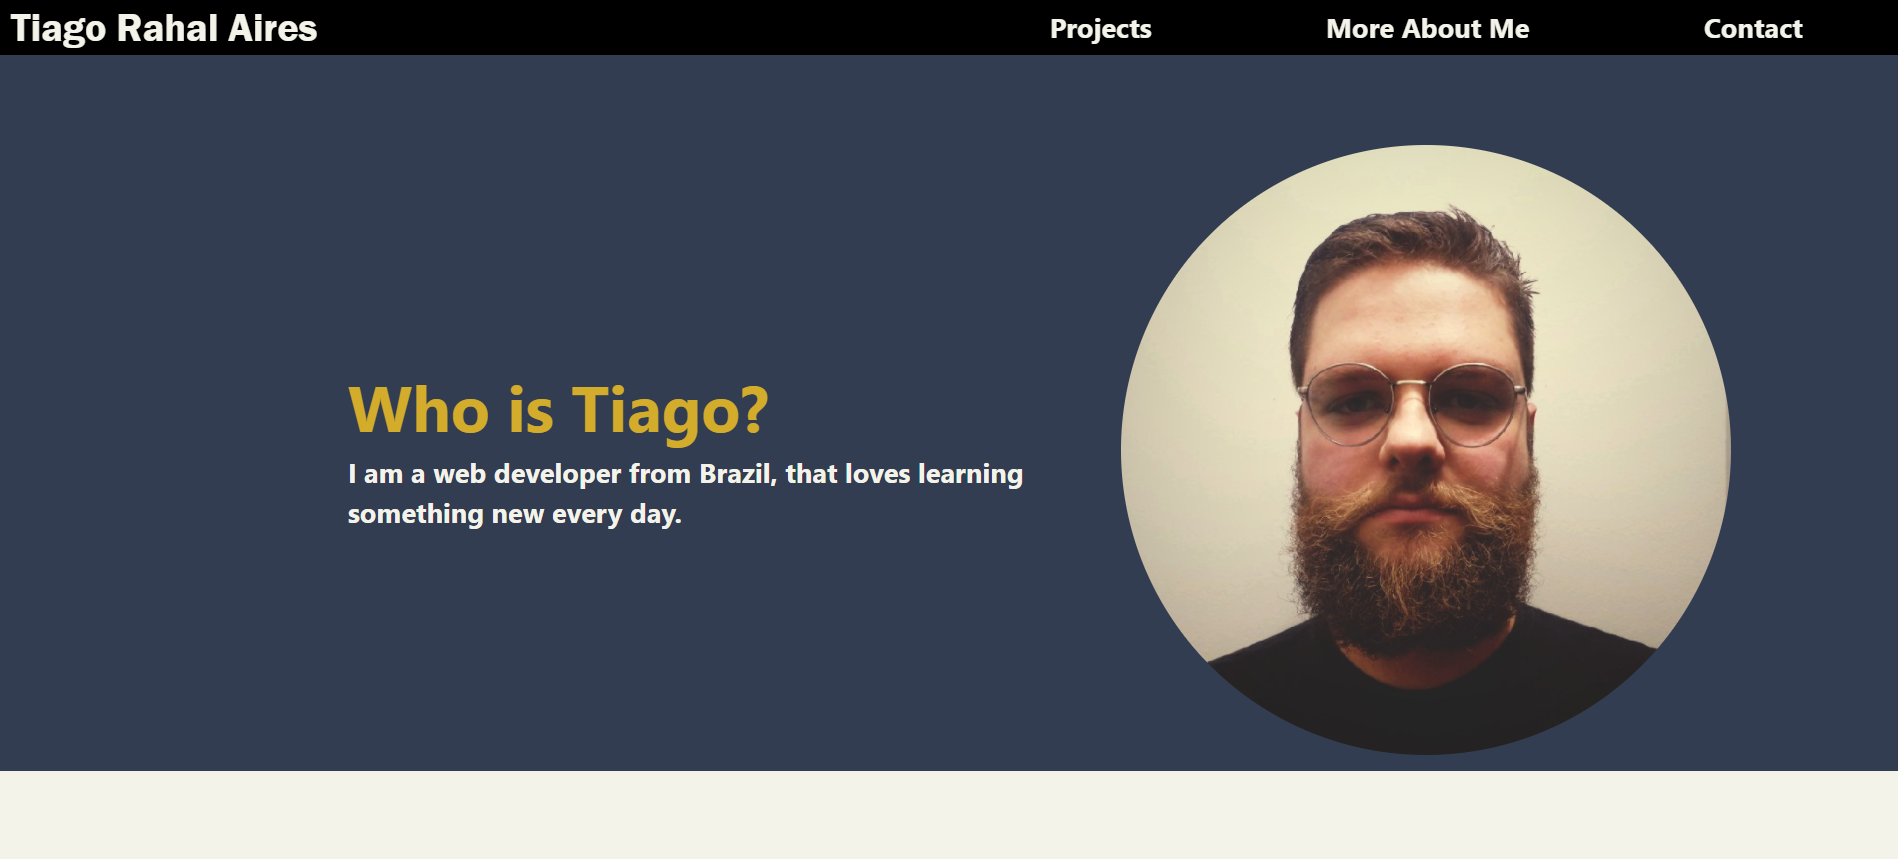 Tiago Rahal Aires
Projects
More About Me
Contact
Who is Tiago?
I am a web developer from Brazil, that loves learning
something new every day.